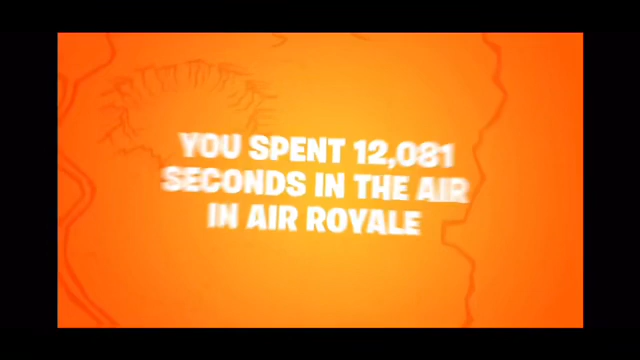 YOU SPENT 12,081
SECONDS IN THE AIR
IN AIR ROYALE